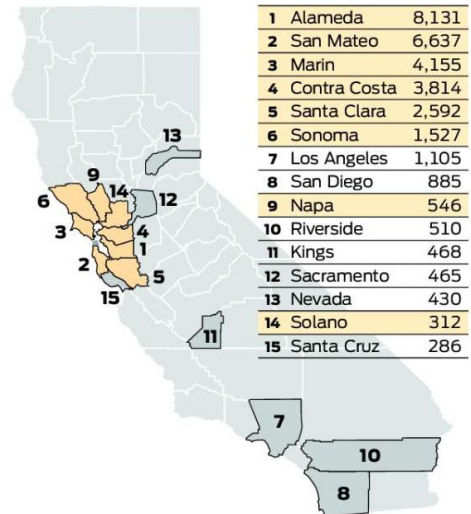 1 Alameda 8,131
2 San Mateo 6,637
3 Marin 4,155
4 Contra Costa 3,814
5 Santa Clara 2,592
6 Sonoma 1,527
7 Los Angeles 1,105
8 San Diego 885
9 Napa 546
10 Riverside 510
11 Kings 468
12 Sacramento 465
13 Nevada 430
14 Solano 312
15 Santa Cruz 286
13
9
14
6
12
3
4
1
2
5
15
11
7
10
8